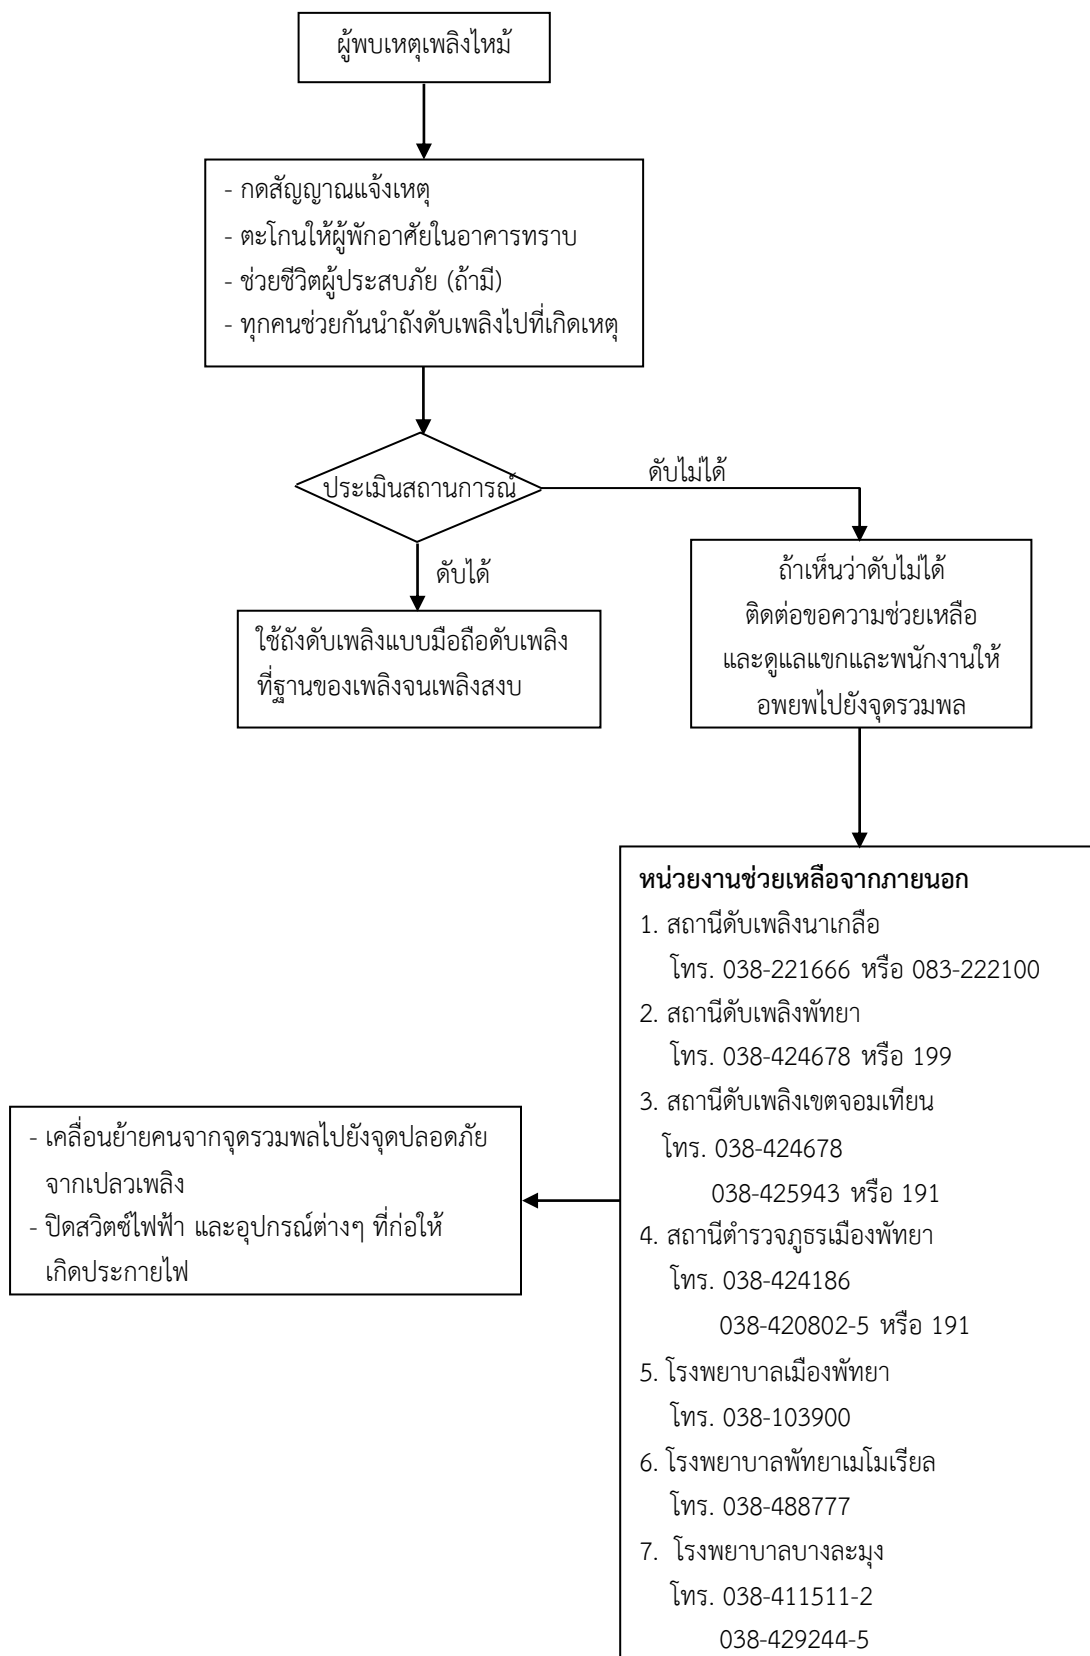 ผู้พบเหตุเพลิงไหม้
- กดสัญญาณแจ้งเหตุ
- ตะโกนให้ผู้พักอาศัยในอาคารทราบ
- ช่วยชีวิตผู้ประสบภัย (ถ้ามี)
- ทุกคนช่วยกันนำถังดับเพลิงไปที่เกิดเหตุ
ประเมินสถานการณ์
ดับไม่ได้
ดับได้
ใช้ถังดับเพลิงแบบมือถือดับเพลิง
ที่ฐานของเพลิงจนเพลิงสงบ
ถ้าเห็นว่าดับไม่ได้
ติดต่อขอความช่วยเหลือ
และดูแลแขกและพนักงานให้
อพยพไปยังจุดรวมพล
หน่วยงานช่วยเหลือจากภายนอก
1. สถานีดับเพลิงนาเกลือ
โทร. 038-221666 หรือ 083-222100
2. สถานีดับเพลิงพัทยา
โทร. 038-424678 หรือ 199
3. สถานีดับเพลิงเขตจอมเทียน
โทร. 038-424678
038-425943 หรือ 191
4. สถานีตำรวจภูธรเมืองพัทยา
โทร. 038-424186
038-420802-5 หรือ 191
5. โรงพยาบาลเมืองพัทยา
โทร. 038-103900
6. โรงพยาบาลพัทยาเมโมเรียล
โทร. 038-488777
7. โรงพยาบาลบางละมุง
โทร. 038-411511-2
038-429244-5
- เคลื่อนย้ายคนจากจุดรวมพลไปยังจุดปลอดภัย
จากเปลวเพลิง
- ปิดสวิตซ์ไฟฟ้า และอุปกรณ์ต่างๆ ที่ก่อให้
เกิดประกายไฟ